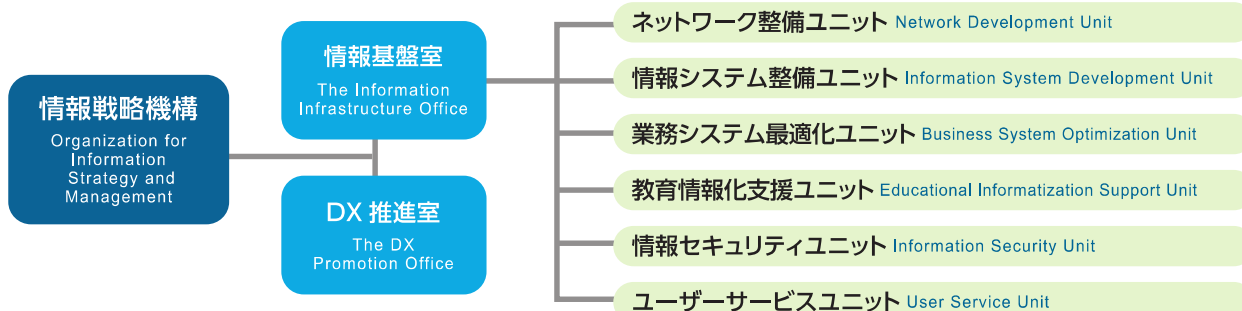 情報戦略機構
Organization for
Information
Strategy and
Management
情報基盤室
The Information
Infrastructure Office
DX 推進室
The DX
Promotion Office
ネットワーク整備ユニット Network Development Unit
情報システム整備ユニット Information System Development Unit
業務システム最適化ユニット Business System Optimization Unit
教育情報化支援ユニット Educational Informatization Support Unit
情報セキュリティユニット Information Security Unit
ユーザーサービスユニット User Service Unit